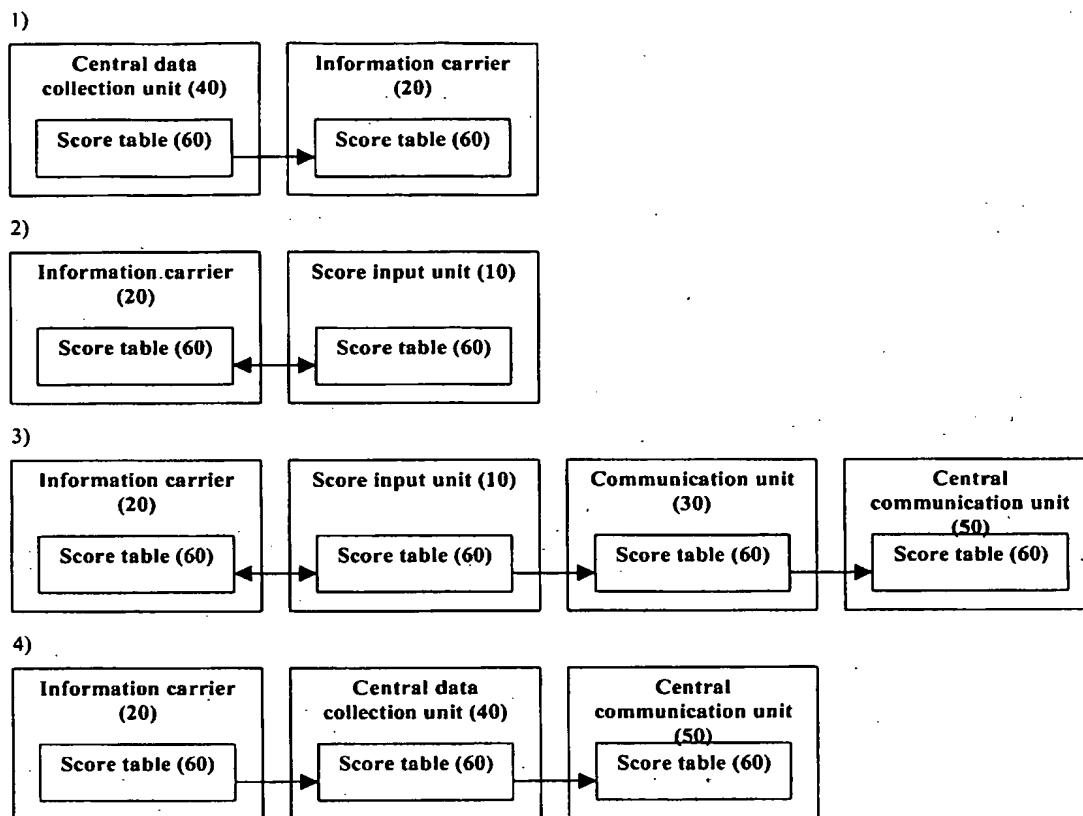 1)
Central data
collection unit (40)
Score table (60)
Information carrier
(20)
Score table (60)
2)
Information carrier
(20)
Score table (60)
Score input unit (10)
Score table (60)
3)
Information carrier
(20)
Score table (60)
Score input unit (10)
Score table (60)
Communication unit
(30)
Score table (60)
Central
communication unit
(50)
Score table (60)
4)
Information carrier
(20)
Score table (60)
Central data
collection unit (40)
Score table (60)
Central
communication unit
(50)
Score table (60)